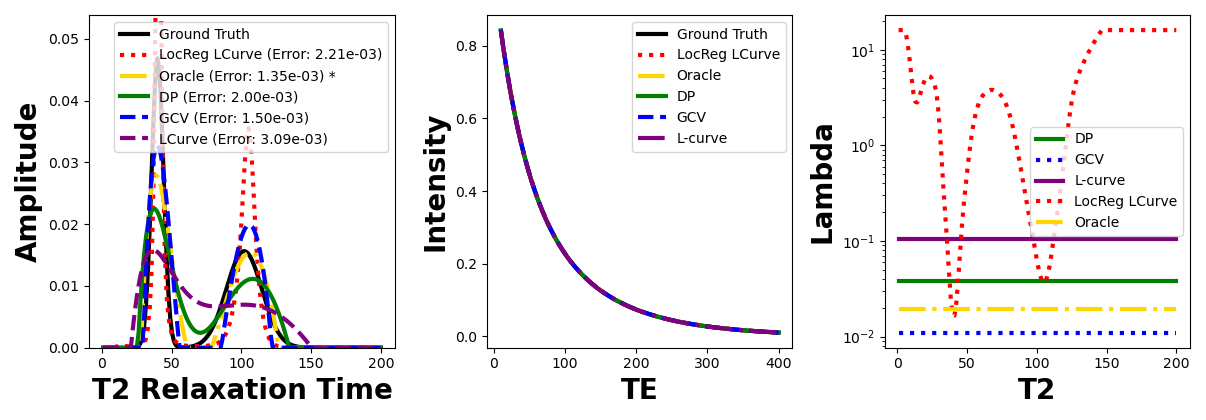 Amplitude
0.05
0.04
0.03
0.02
0.01
0.00
0
50
100
150
200
T2 Relaxation Time
Ground Truth
LocReg LCurve (Error: 2.21e-03)
Oracle (Error: 1.35e-03) *
DP (Error: 2.00e-03)
GCV (Error: 1.50e-03)
LCurve (Error: 3.09e-03)
Intensity
0.8
0.6
0.4
0.2
0.0
0
100
200
300
400
TE
Ground Truth
LocReg LCurve
Oracle
DP
GCV
L-curve
Lambda
10¹
10⁰
10⁻¹
10⁻²
0
50
100
150
200
T2
DP
GCV
L-curve
LocReg LCurve
Oracle